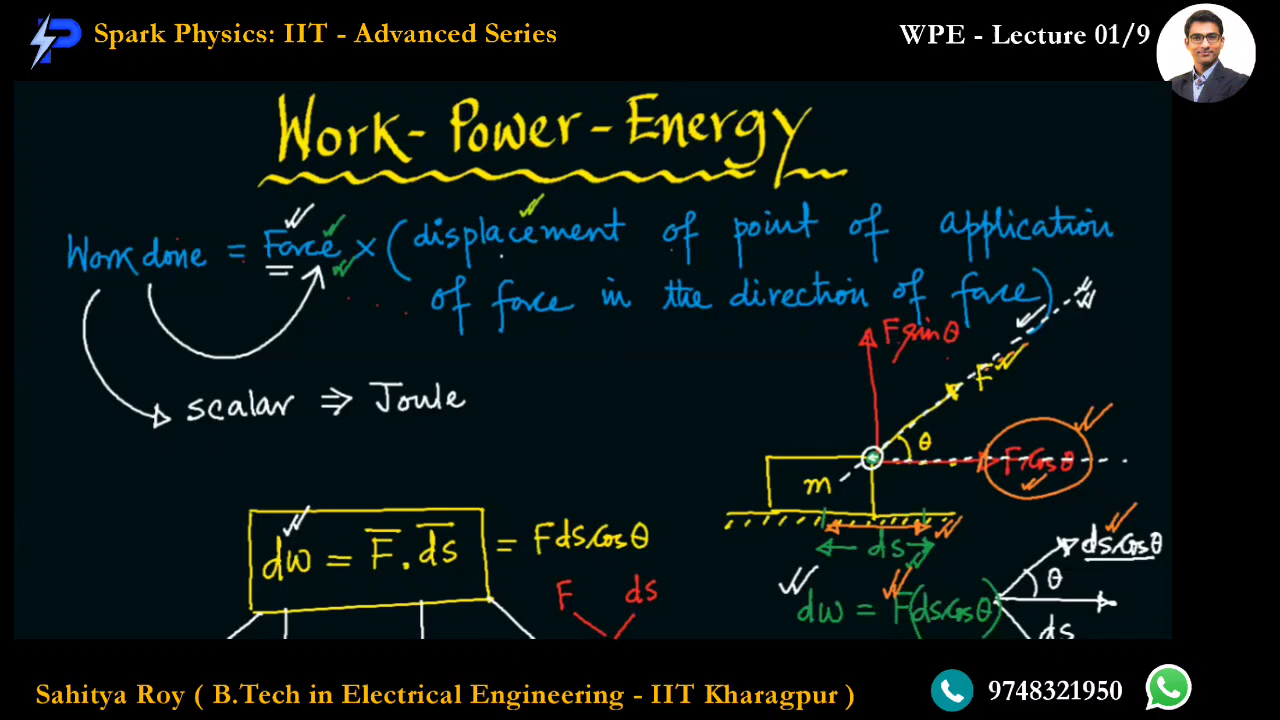 Spark Physics: IIT - Advanced Series
WPE - Lecture 01/9
Work-Power-Energy
Work done = Force × (displacement of point of application
of force in the direction of force)
scalar ⇒ Joule
F sinθ
F
θ
F cosθ
m
ds
ds cosθ
θ
ds
dw = F(ds cosθ)
dw = F̅ . d̅s̅ = F ds cosθ
F ds
Sahitya Roy ( B.Tech in Electrical Engineering - IIT Kharagpur )
9748321950